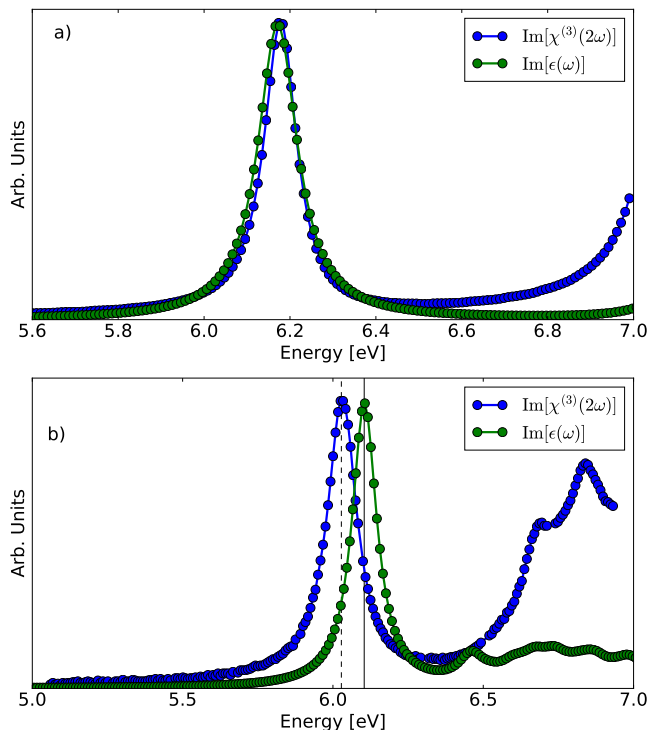 a)
Im[χ^(3)(2ω)]
Im[ϵ(ω)]
Arb. Units
5.6 5.8 6.0 6.2 6.4 6.6 6.8 7.0
Energy [eV]
b)
Im[χ^(3)(2ω)]
Im[ϵ(ω)]
Arb. Units
5.0 5.5 6.0 6.5 7.0
Energy [eV]